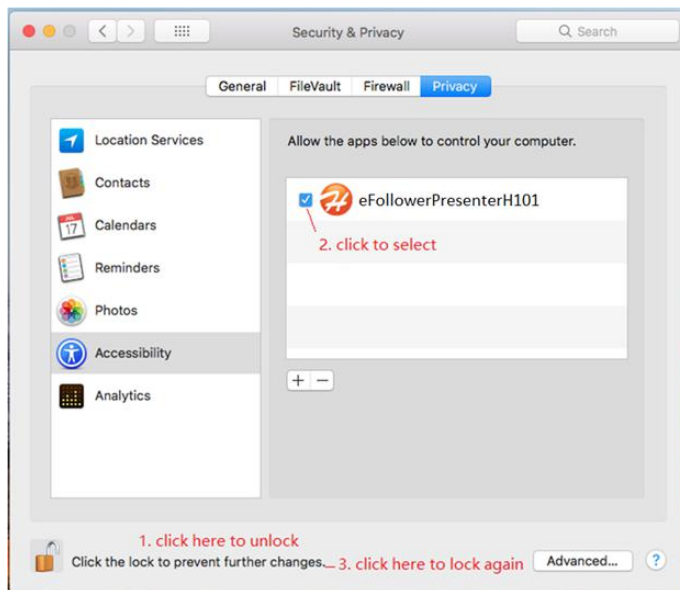 Security & Privacy
Search
General FileVault Firewall Privacy
Location Services
Contacts
17
Calendars
Reminders
Photos
Accessibility
Analytics
Allow the apps below to control your computer.
eFollowerPresenterH101
2. click to select
+ −
1. click here to unlock
Click the lock to prevent further changes.
3. click here to lock again
Advanced...
?